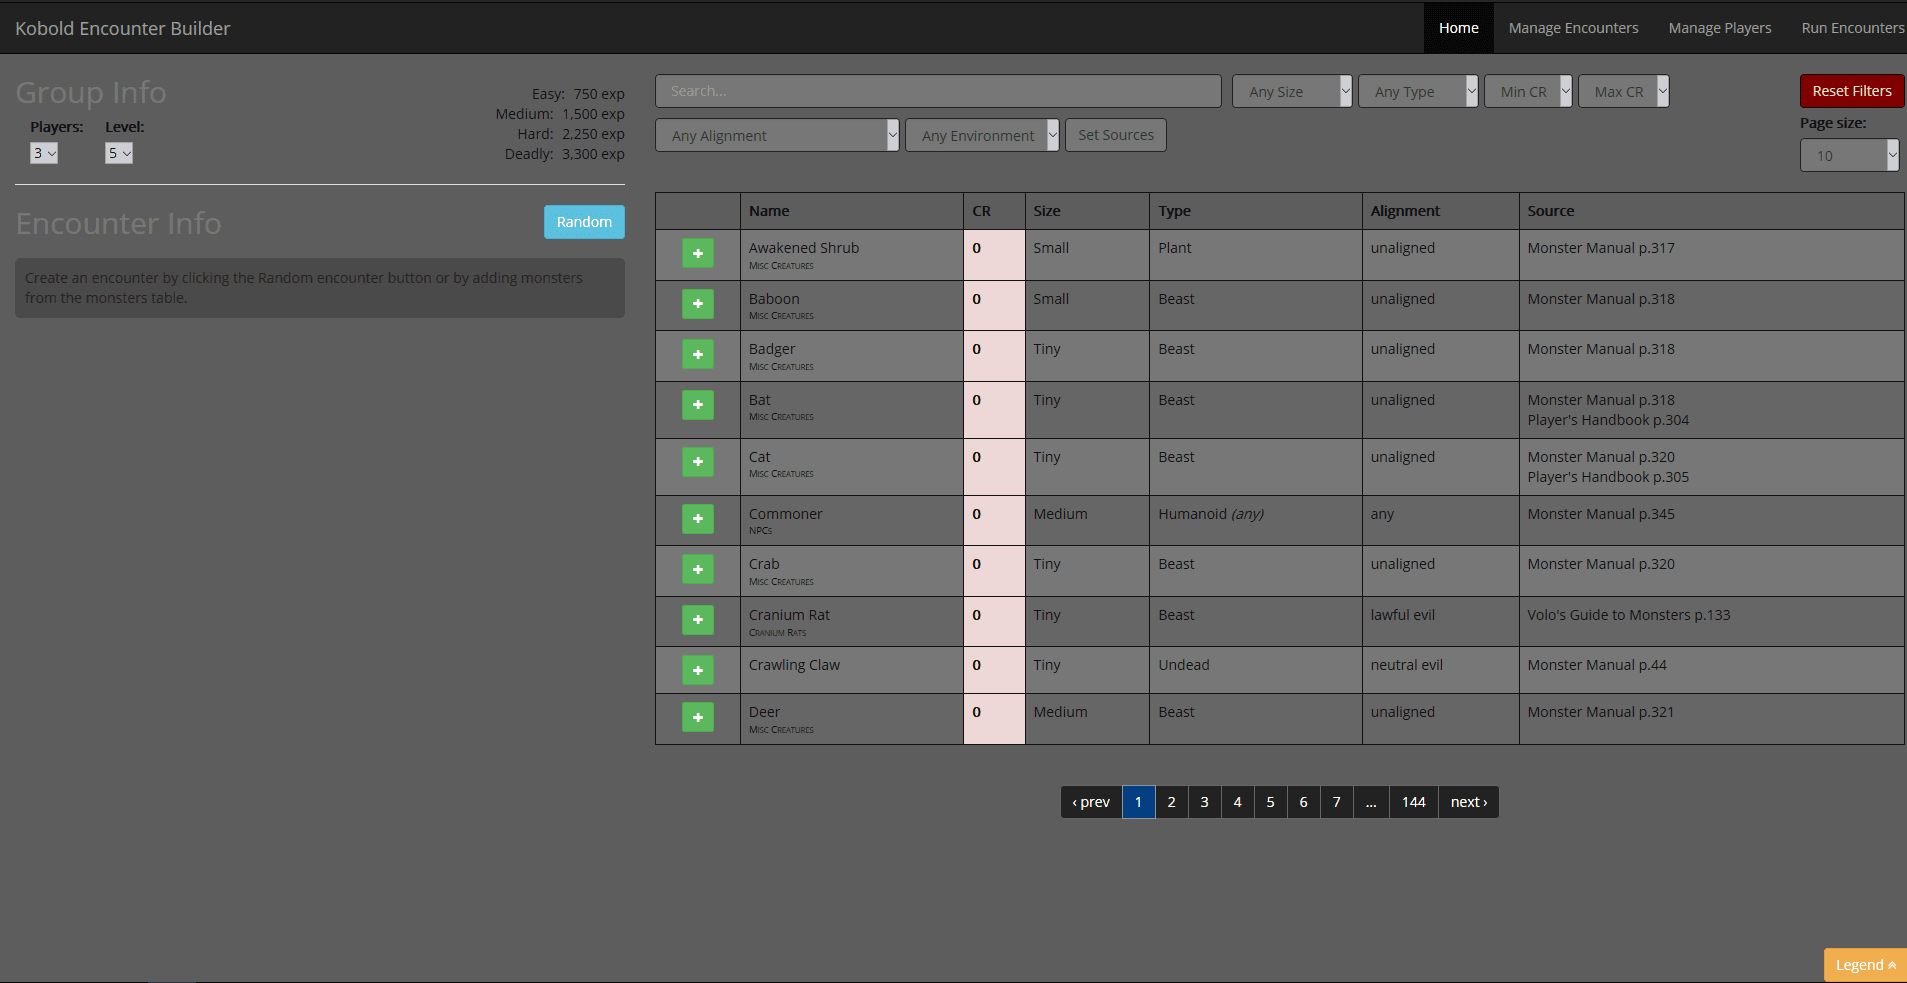 Kobold Encounter Builder
Home Manage Encounters Manage Players Run Encounters
Group Info
Players: Level:
3 5
Easy: 750 exp
Medium: 1,500 exp
Hard: 2,250 exp
Deadly: 3,300 exp
Encounter Info
Random
Create an encounter by clicking the Random encounter button or by adding monsters
from the monsters table.
Search... Any Size Any Type Min CR Max CR
Reset Filters
Any Alignment Any Environment Set Sources
Page size:
10
Name CR Size Type Alignment Source
Awakened Shrub 0 Small Plant unaligned Monster Manual p.317
Misc Creatures
Baboon 0 Small Beast unaligned Monster Manual p.318
Misc Creatures
Badger 0 Tiny Beast unaligned Monster Manual p.318
Misc Creatures
Bat 0 Tiny Beast unaligned Monster Manual p.318
Misc Creatures Player's Handbook p.304
Cat 0 Tiny Beast unaligned Monster Manual p.320
Misc Creatures Player's Handbook p.305
Commoner 0 Medium Humanoid (any) any Monster Manual p.345
NPCs
Crab 0 Tiny Beast unaligned Monster Manual p.320
Misc Creatures
Cranium Rat 0 Tiny Beast lawful evil Volo's Guide to Monsters p.133
Cranium Rats
Crawling Claw 0 Tiny Undead neutral evil Monster Manual p.44
Deer 0 Medium Beast unaligned Monster Manual p.321
Misc Creatures
‹ prev 1 2 3 4 5 6 7 ... 144 next ›
Legend